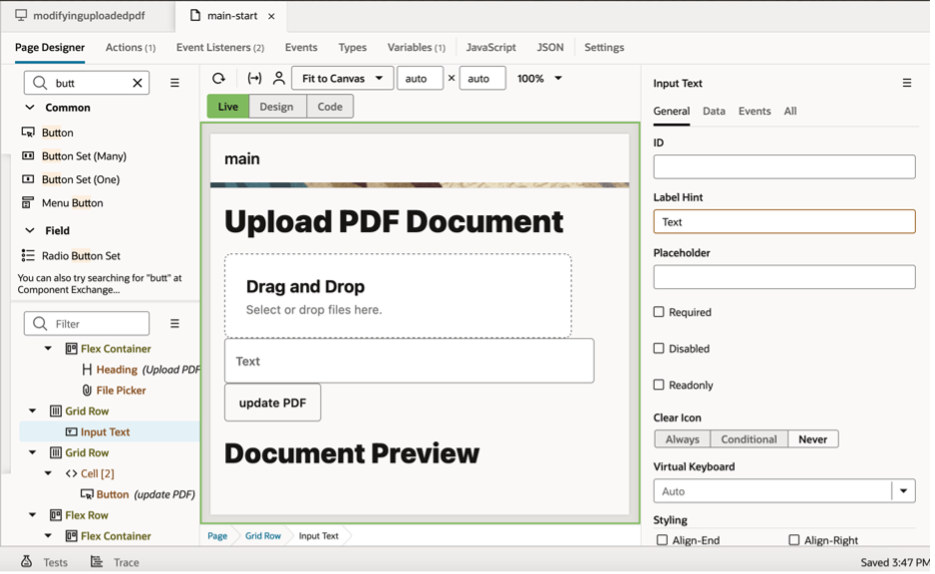 modifyinguploadedpdf
main-start
Page Designer Actions (1) Event Listeners (2) Events Types Variables (1) JavaScript JSON Settings
butt
Common
Button
Button Set (Many)
Button Set (One)
Menu Button
Field
Radio Button Set
You can also try searching for "butt" at
Component Exchange...
Filter
Flex Container
Heading (Upload PDF
File Picker
Grid Row
Input Text
Grid Row
Cell [2]
Button (update PDF)
Flex Row
Flex Container
Fit to Canvas auto × auto 100%
Live Design Code
main
Upload PDF Document
Drag and Drop
Select or drop files here.
Text
update PDF
Document Preview
Page Grid Row Input Text
Input Text
General Data Events All
ID
Label Hint
Text
Placeholder
Required
Disabled
Readonly
Clear Icon
Always Conditional Never
Virtual Keyboard
Auto
Styling
Align-End Align-Right
Tests Trace Saved 3:47 PM